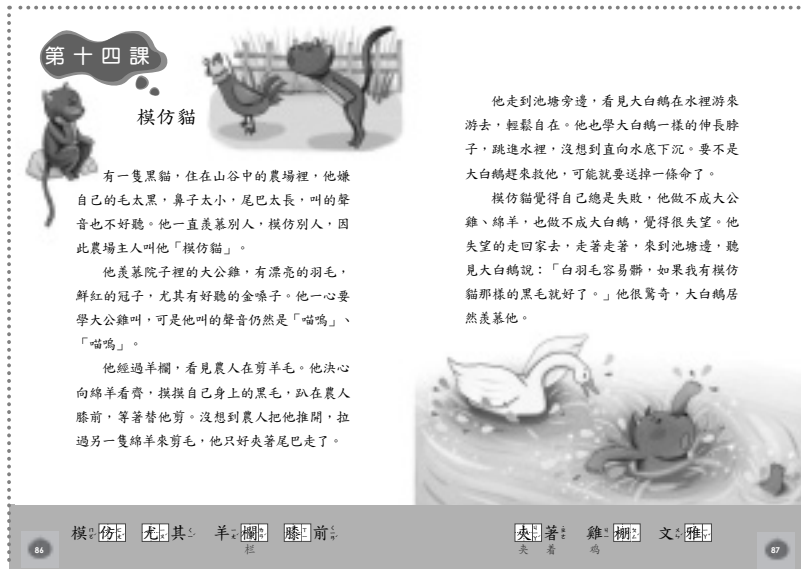 第十四課
模仿貓
有一隻黑貓，住在山谷中的農場裡，他嫌
自己的毛太黑，鼻子太小，尾巴太長，叫的聲
音也不好聽。他一直羨慕別人，模仿別人，因
此農場主人叫他「模仿貓」。
他羨慕院子裡的大公雞，有漂亮的羽毛，
鮮紅的冠子，尤其有好聽的金嗓子。他一心要
學大公雞叫，可是他叫的聲音仍然是「喵嗚」、
「喵嗚」。
他經過羊欄，看見農人在剪羊毛。他決心
向綿羊看齊，摸摸自己身上的黑毛，趴在農人
膝前，等著替他剪。沒想到農人把他推開，拉
過另一隻綿羊來剪毛，他只好夾著尾巴走了。
他走到池塘旁邊，看見大白鵝在水裡游來
游去，輕鬆自在。他也學大白鵝一樣的伸長脖
子，跳進水裡，沒想到直向水底下沉。要不是
大白鵝趕來救他，可能就要送掉一條命了。
模仿貓覺得自己總是失敗，他做不成大公
雞、綿羊，也做不成大白鵝，覺得很失望。他
失望的走回家去，走著走著，來到池塘邊，聽
見大白鵝說：「白羽毛容易髒，如果我有模仿
貓那樣的黑毛就好了。」他很驚奇，大白鵝居
然羨慕他。
模仿 尤其 羊欄 膝前
栏
86
夾著 雞棚 文雅
夹着 鸡
87